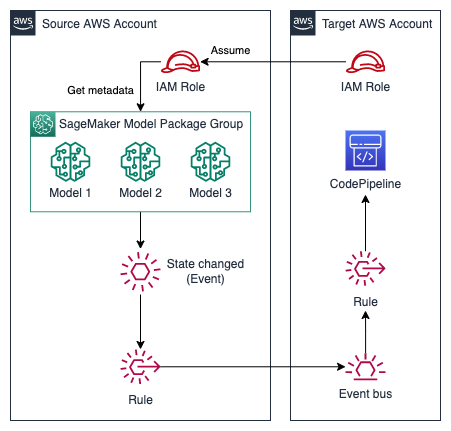 aws
Source AWS Account
aws
Target AWS Account
Assume
IAM Role
IAM Role
Get metadata
SageMaker Model Package Group
Model 1
Model 2
Model 3
CodePipeline
State changed
(Event)
Rule
Rule
Event bus